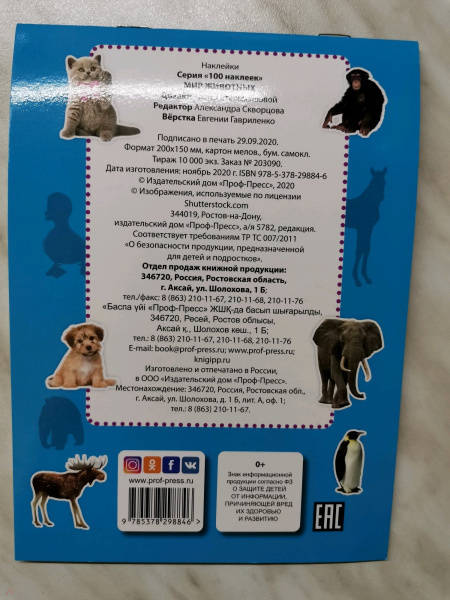 Наклейки
Серия «100 наклеек»
МИР ЖИВОТНЫХ
Редактор Александра Скворцова
Вёрстка Евгении Гавриленко
Подписано в печать 29.09.2020.
Формат 200х150 мм, картон мелов., бум. самокл.
Тираж 10 000 экз. Заказ № 203090.
Дата изготовления: ноябрь 2020 г. ISBN 978-5-378-29884-6
© Издательский дом «Проф-Пресс», 2020
© Изображения, используемые по лицензии
Shutterstock.com
344019, Ростов-на-Дону,
издательский дом «Проф-Пресс», а/я 5782, редакция.
Соответствует требованиям ТР ТС 007/2011
«О безопасности продукции, предназначенной
для детей и подростков».
Отдел продаж книжной продукции:
346720, Россия, Ростовская область,
г. Аксай, ул. Шолохова, 1 Б;
тел./факс: 8 (863) 210-11-67, 210-11-68, 210-11-76
«Баспа үйі «Проф-Пресс» ЖШҚ-да басып шығарылды,
346720, Ресей, Ростов облысы,
Аксай қ., Шолохов көш., 1 Б;
тел.: 8 (863) 210-11-67, 210-11-68, 210-11-76
E-mail: book@prof-press.ru; www.prof-press.ru;
knigipp.ru
Изготовлено и отпечатано в России,
в ООО «Издательский дом «Проф-Пресс».
Местонахождение: 346720, Россия, Ростовская обл.,
г. Аксай, ул. Шолохова, д. 1 Б, лит. А, оф. 1;
тел.: 8 (863) 210-11-67.
www.prof-press.ru
9 785378 298846 >
0+
Знак информационной
продукции согласно ФЗ
О ЗАЩИТЕ ДЕТЕЙ
ОТ ИНФОРМАЦИИ,
ПРИЧИНЯЮЩЕЙ ВРЕД
ИХ ЗДОРОВЬЮ
И РАЗВИТИЮ
EAC